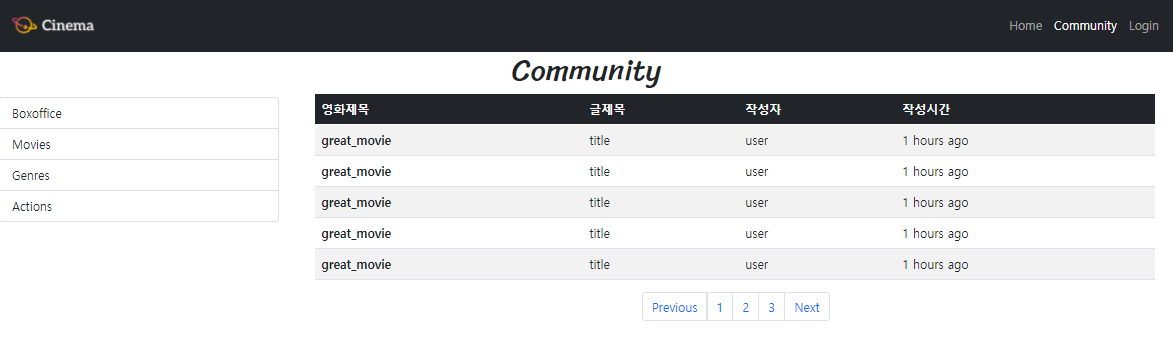 Cinema
Home Community Login
Community
Boxoffice
Movies
Genres
Actions
영화제목 글제목 작성자 작성시간
great_movie title user 1 hours ago
great_movie title user 1 hours ago
great_movie title user 1 hours ago
great_movie title user 1 hours ago
great_movie title user 1 hours ago
Previous 1 2 3 Next